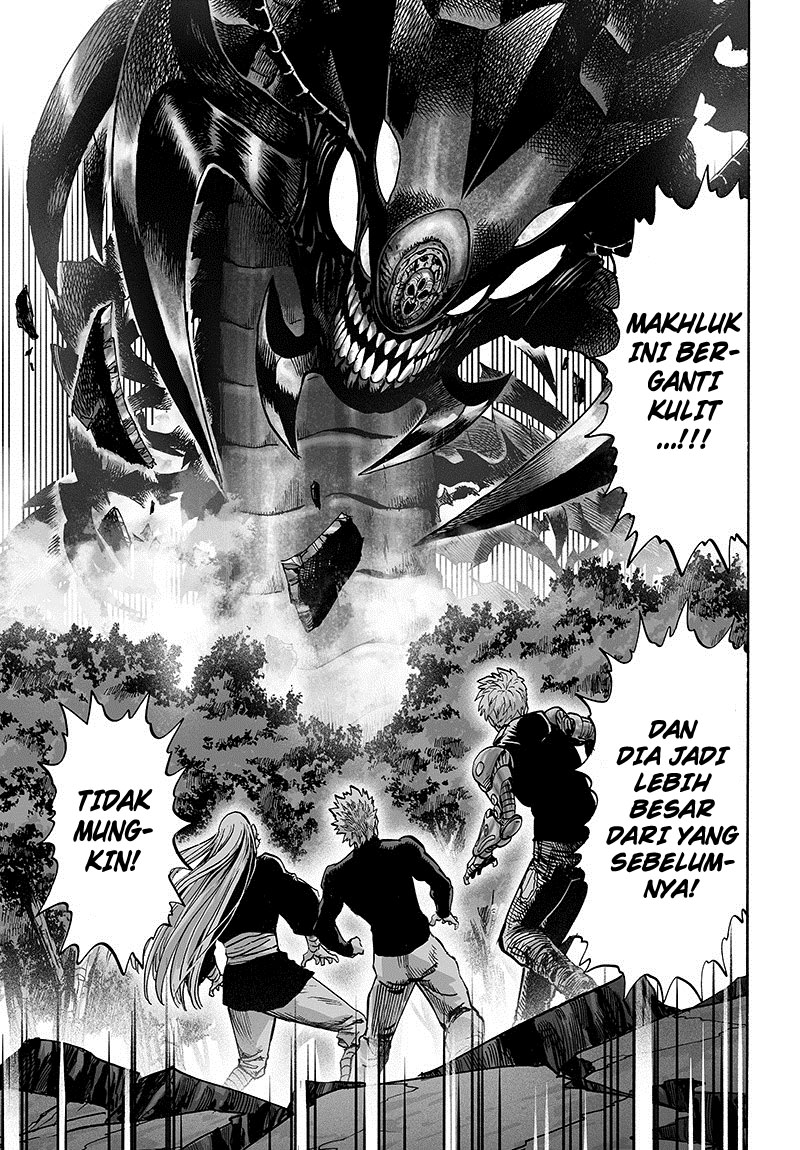 MAKHLUK
INI BER-
GANTI
KULIT
...!!!
DAN
DIA JADI
LEBIH
BESAR
DARI YANG
SEBELUM-
NYA!
TIDAK
MUNG-
KIN!